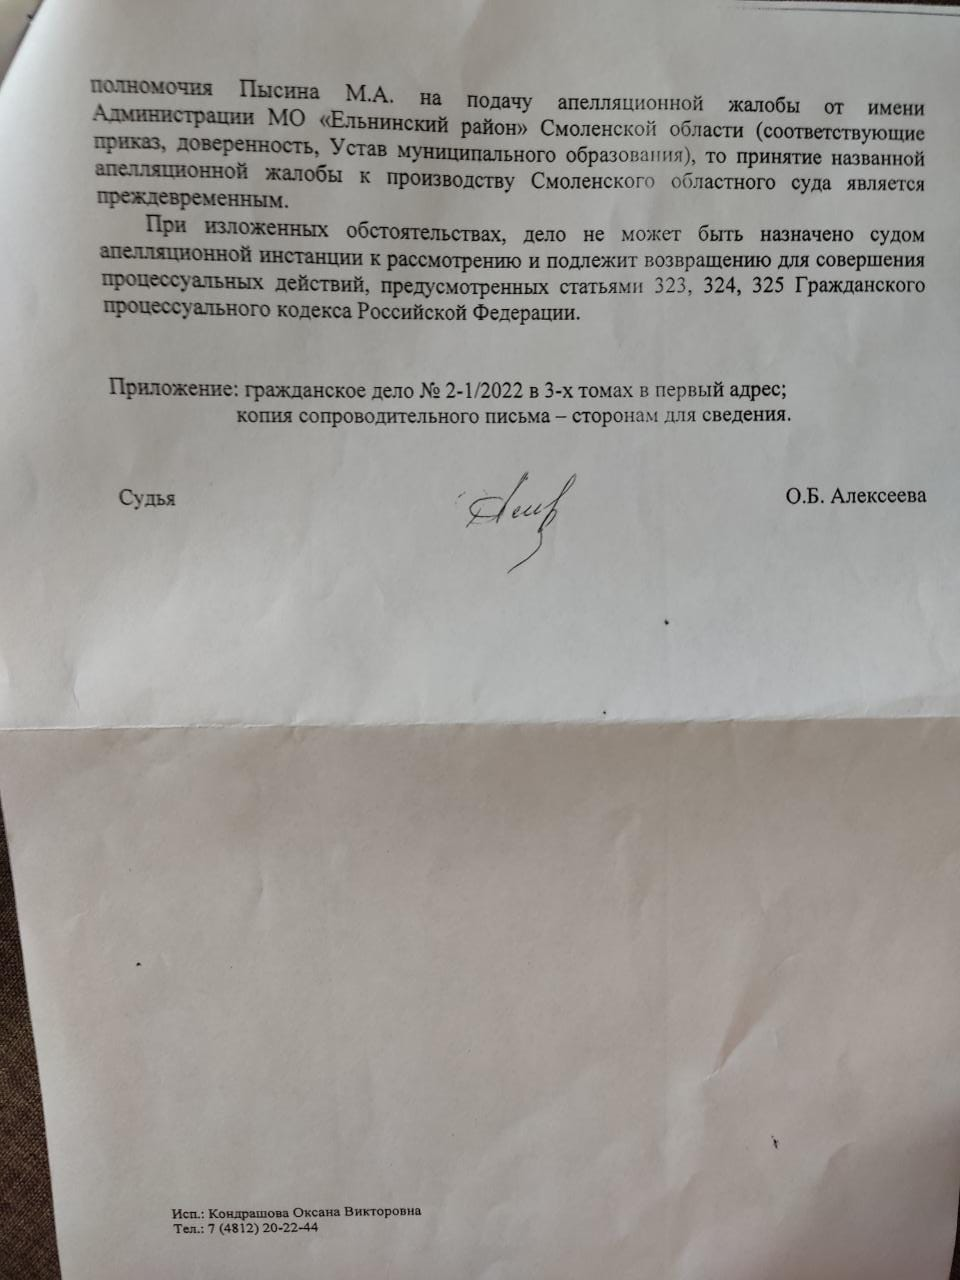 полномочия Пысина М.А. на подачу апелляционной жалобы от имени
Администрации МО «Ельнинский район» Смоленской области (соответствующие
приказ, доверенность, Устав муниципального образования), то принятие названной
апелляционной жалобы к производству Смоленского областного суда является
преждевременным.
При изложенных обстоятельствах, дело не может быть назначено судом
апелляционной инстанции к рассмотрению и подлежит возвращению для совершения
процессуальных действий, предусмотренных статьями 323, 324, 325 Гражданского
процессуального кодекса Российской Федерации.
Приложение: гражданское дело № 2-1/2022 в 3-х томах в первый адрес;
копия сопроводительного письма – сторонам для сведения.
Судья
О.Б. Алексеева
Исп.: Кондрашова Оксана Викторовна
Тел.: 7 (4812) 20-22-44